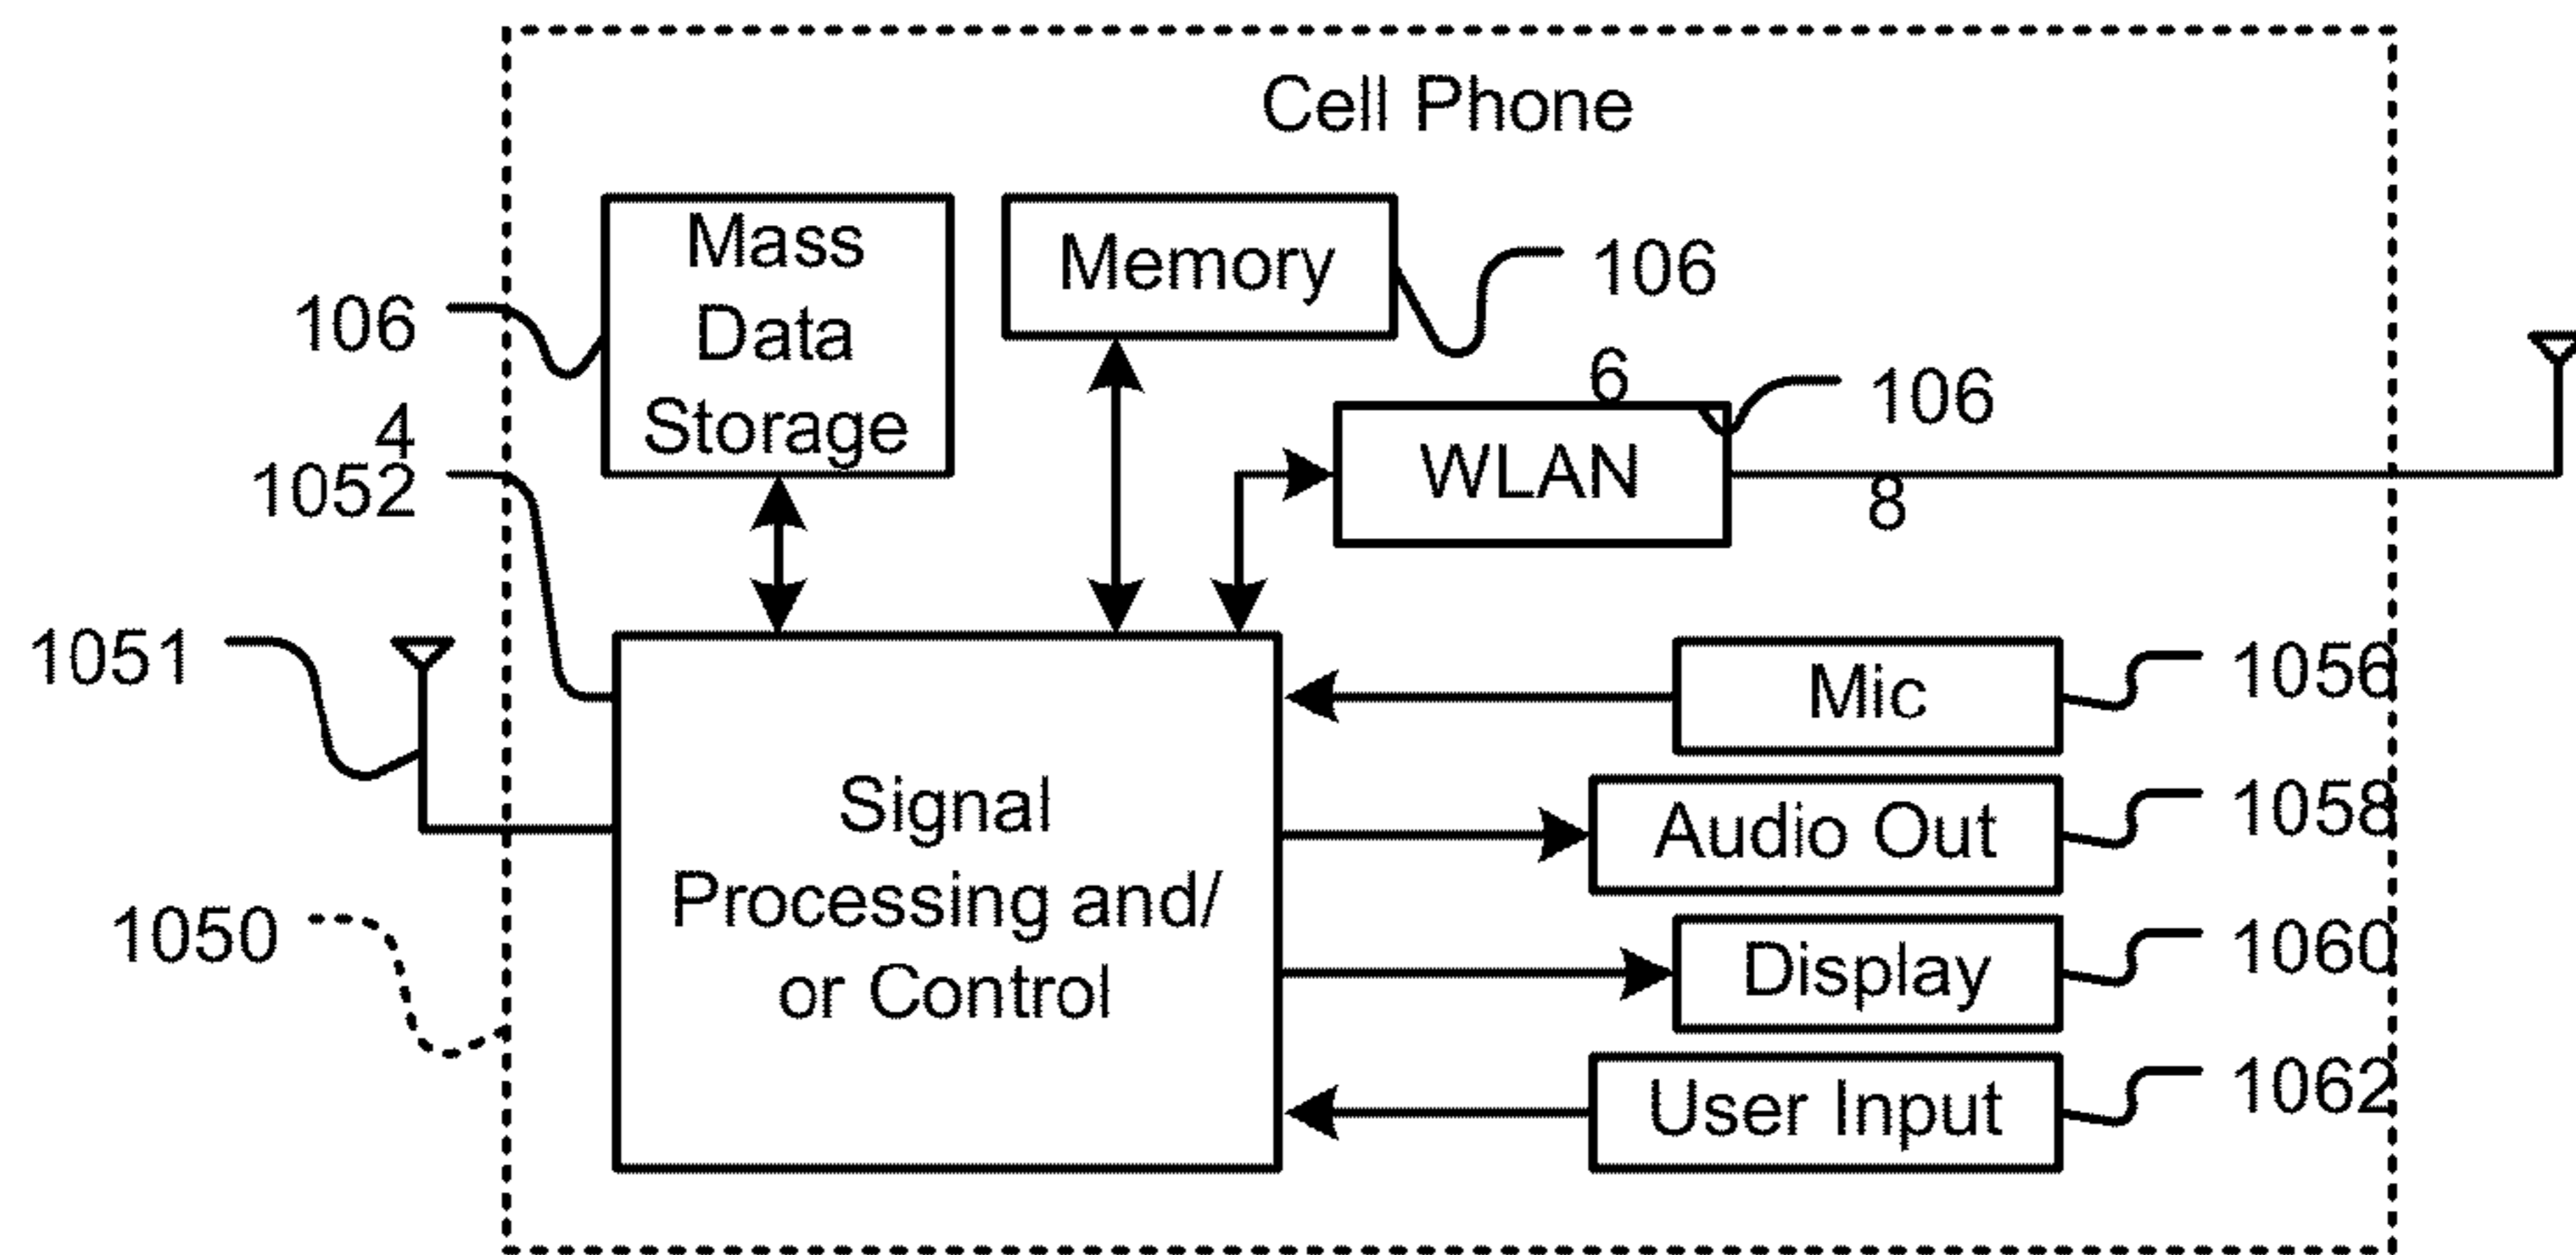 Cell Phone
Mass
Data
Storage
Memory
106
6
106
4
WLAN
106
8
1052
1051
1050
Signal
Processing and/
or Control
Mic
1056
Audio Out
1058
Display
1060
User Input
1062